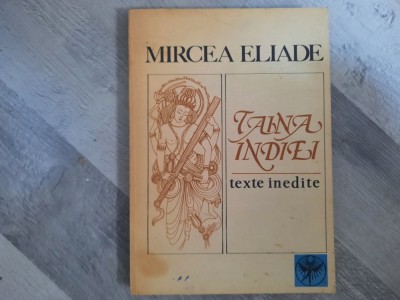 MIRCEA ELIADE
TAINA
INDIEI
texte inedite